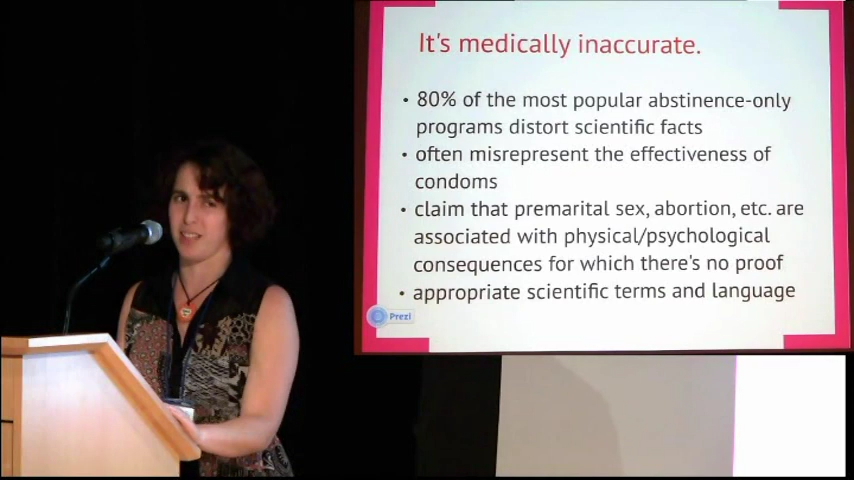 It's medically inaccurate.
• 80% of the most popular abstinence-only
programs distort scientific facts
• often misrepresent the effectiveness of
condoms
• claim that premarital sex, abortion, etc. are
associated with physical/psychological
consequences for which there's no proof
• appropriate scientific terms and language
Prezi